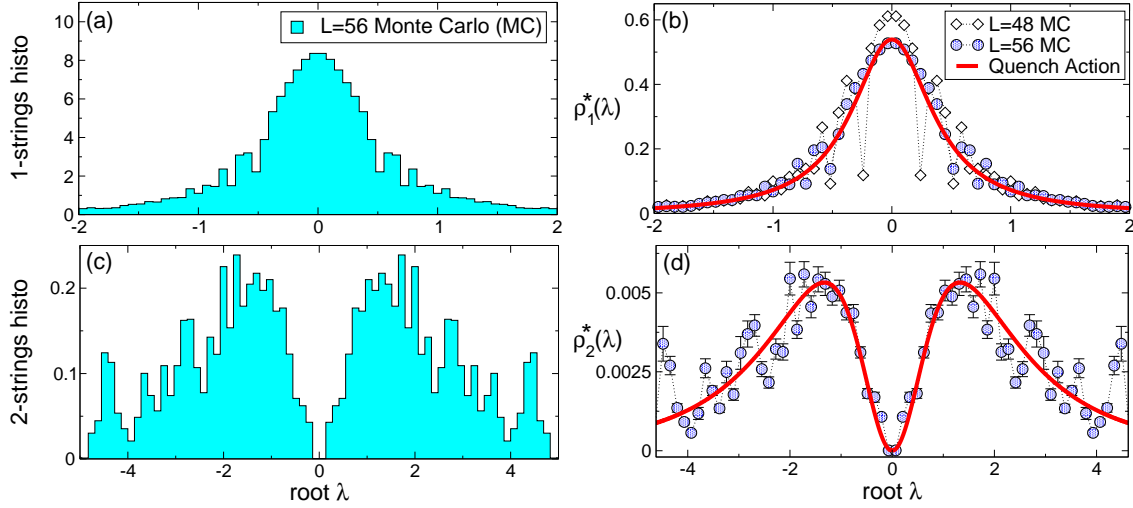 (a)
L=56 Monte Carlo (MC)
1-strings histo
10
8
6
4
2
0
-2
-1
0
1
2
(b)
L=48 MC
L=56 MC
Quench Action
ρ*1(λ)
0.6
0.4
0.2
0
-2
-1
0
1
2
(c)
2-strings histo
0.2
0.1
0
-4
-2
0
2
4
root λ
(d)
ρ*2(λ)
0.005
0.0025
0
-4
-2
0
2
4
root λ